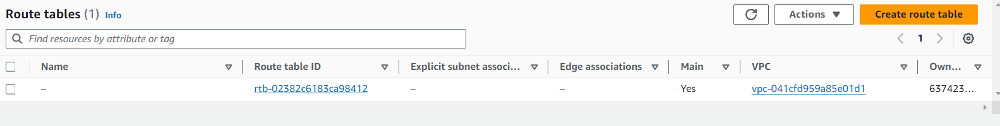 Route tables (1) Info
Actions
Create route table
Find resources by attribute or tag
1
Name Route table ID Explicit subnet associ... Edge associations Main VPC Own...
– rtb-02382c6183ca98412 – – Yes vpc-041cfd959a85e01d1 637423...